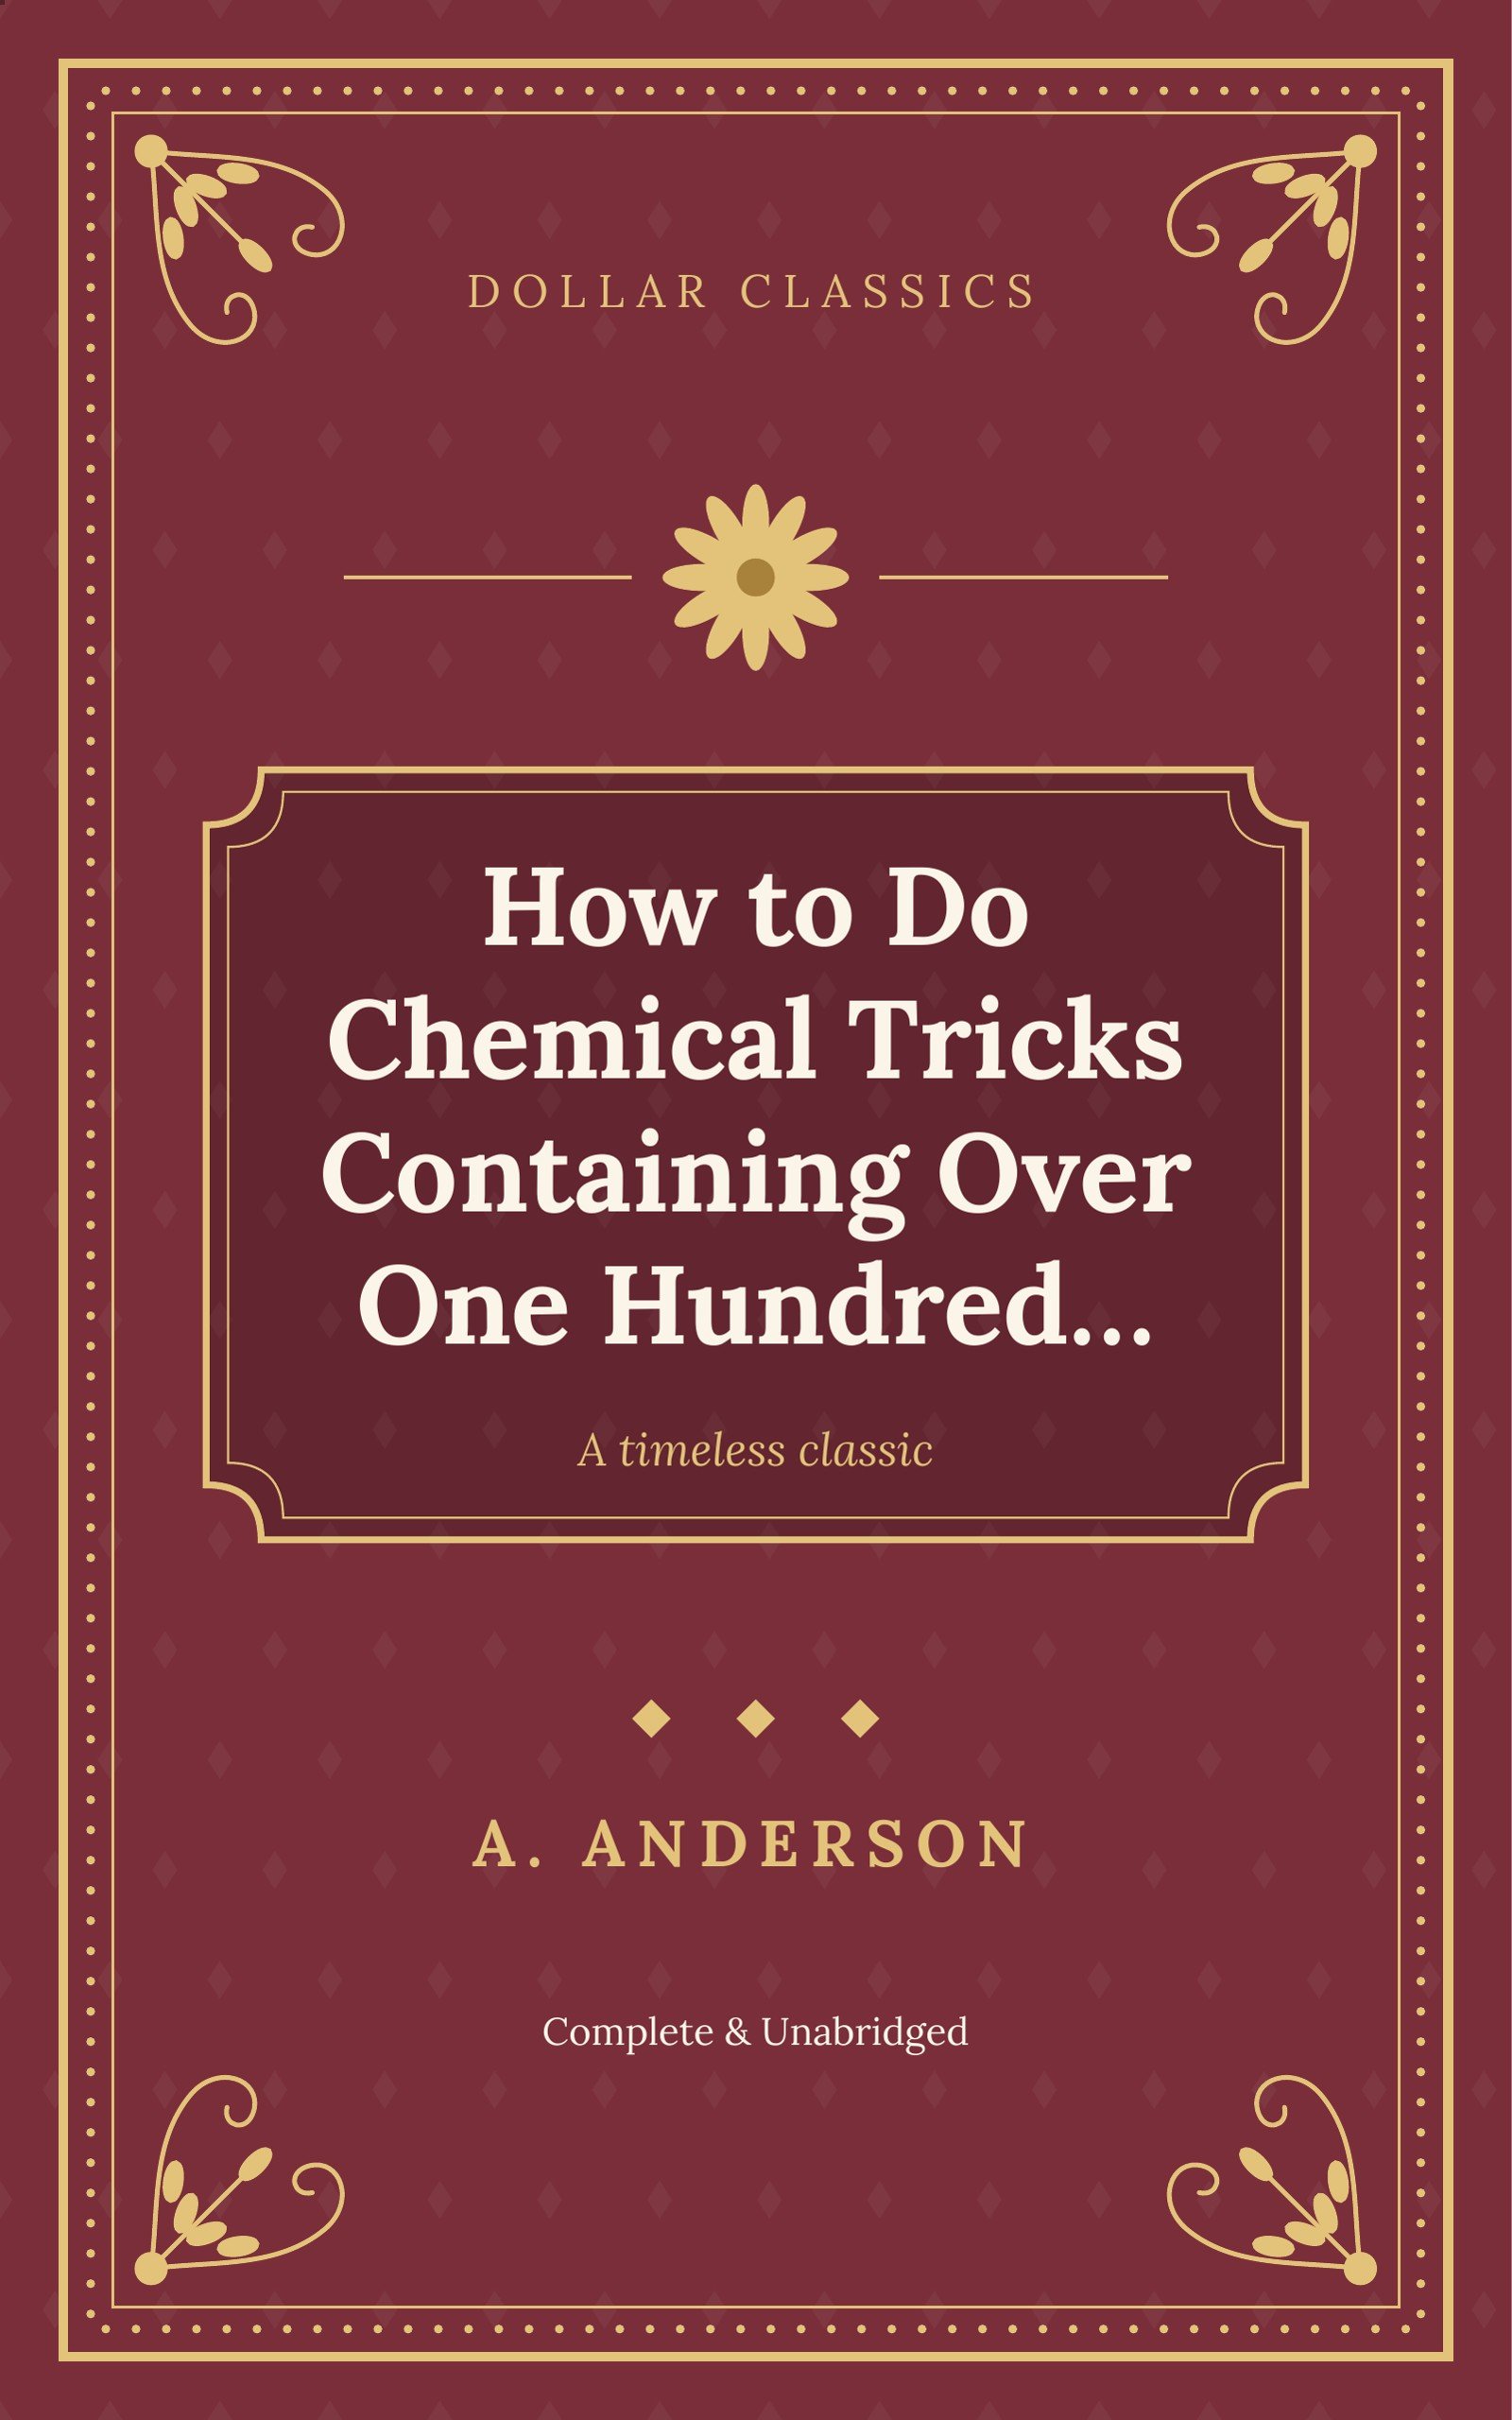 DOLLAR CLASSICS
How to Do
Chemical Tricks
Containing Over
One Hundred...
A timeless classic
A. ANDERSON
Complete & Unabridged